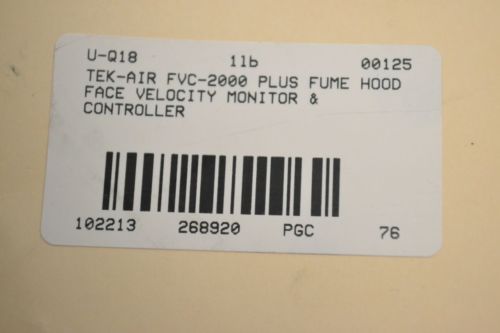 U-Q18 1lb 00125
TEK-AIR FVC-2000 PLUS FUME HOOD
FACE VELOCITY MONITOR &
CONTROLLER
102213 268920 PGC 76